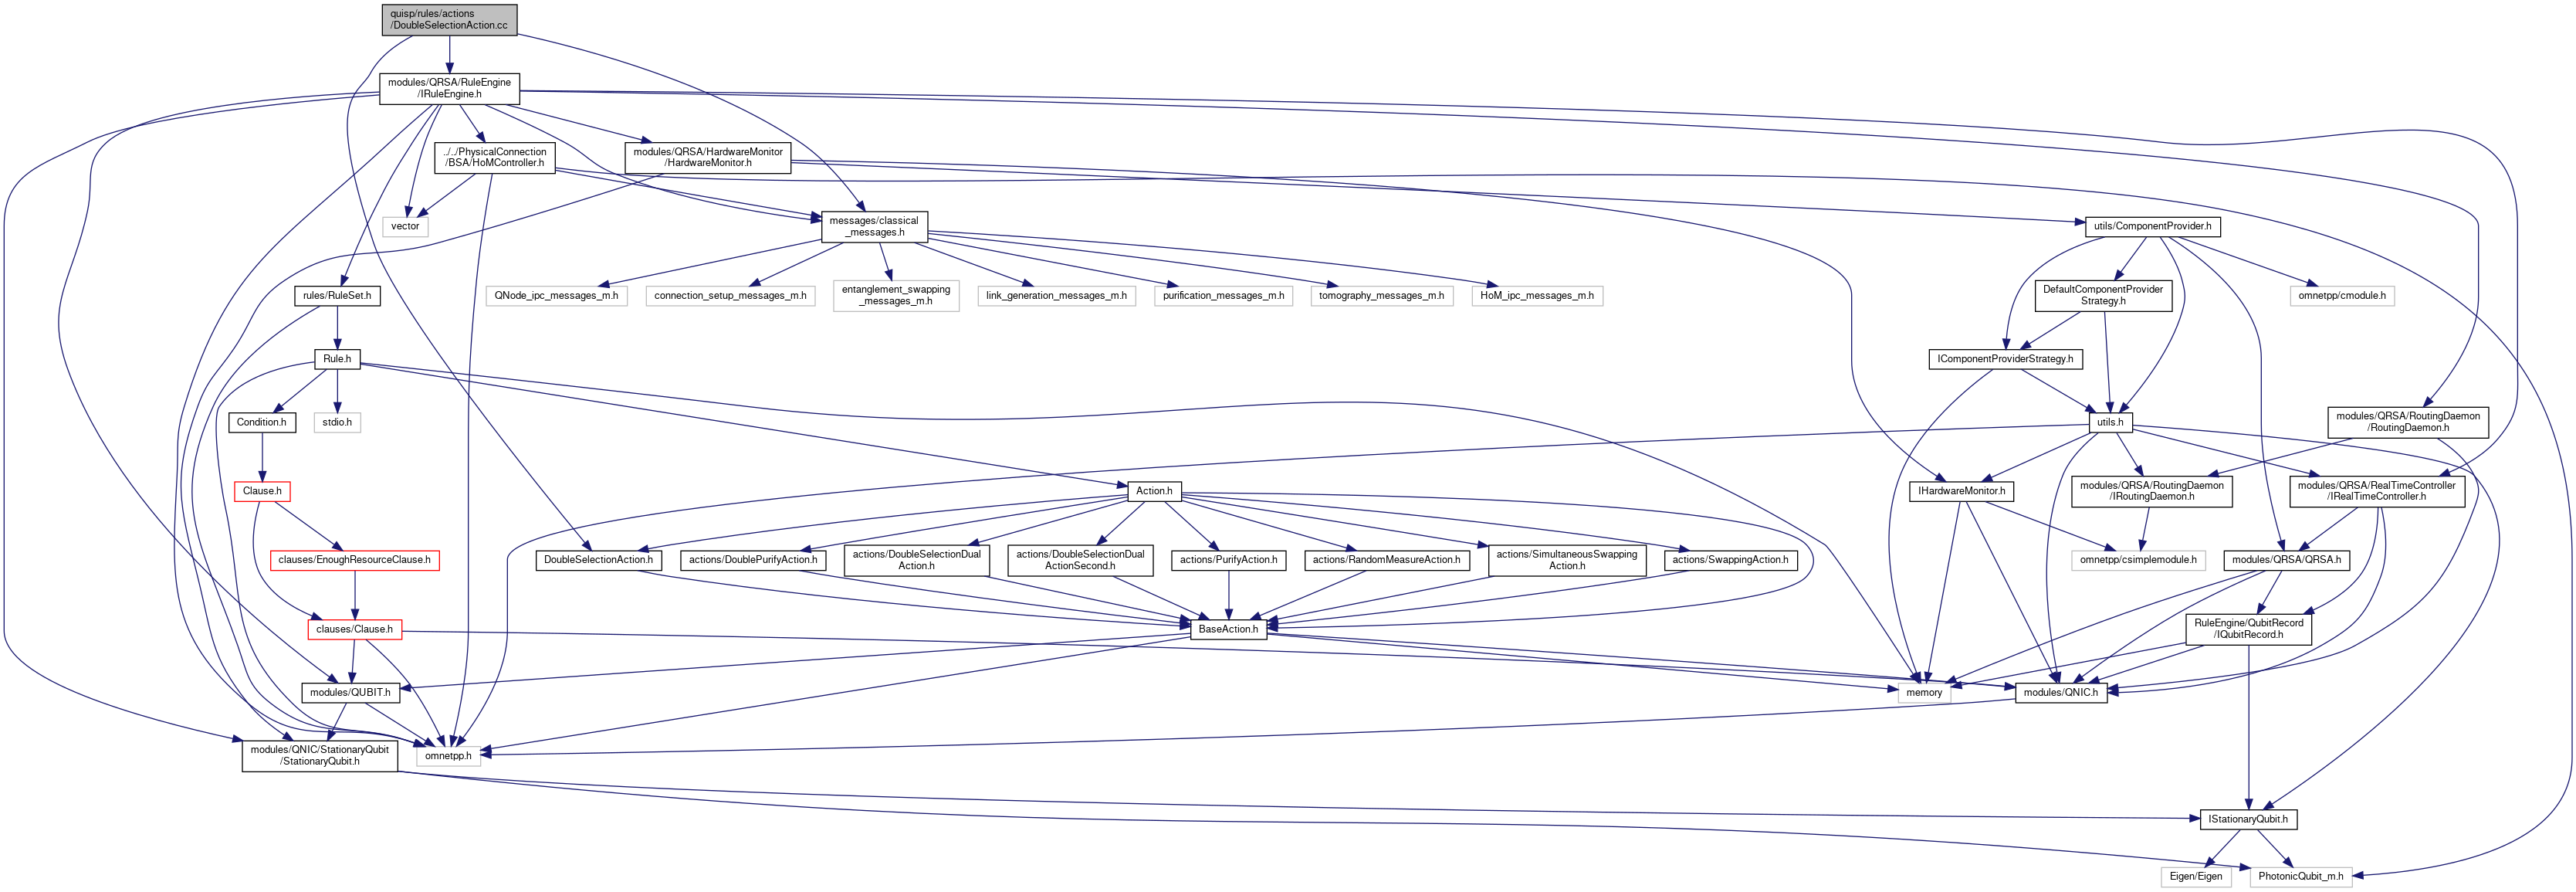 quisp/rules/actions
/DoubleSelectionAction.cc
modules/QRSA/RuleEngine
/IRuleEngine.h
../../PhysicalConnection
/BSA/HoMController.h
modules/QRSA/HardwareMonitor
/HardwareMonitor.h
vector
messages/classical
_messages.h
utils/ComponentProvider.h
rules/RuleSet.h
QNode_ipc_messages_m.h
connection_setup_messages_m.h
entanglement_swapping
_messages_m.h
link_generation_messages_m.h
purification_messages_m.h
tomography_messages_m.h
HoM_ipc_messages_m.h
DefaultComponentProvider
Strategy.h
omnetpp/cmodule.h
Rule.h
IComponentProviderStrategy.h
Condition.h
stdio.h
utils.h
modules/QRSA/RoutingDaemon
/RoutingDaemon.h
Clause.h
Action.h
IHardwareMonitor.h
modules/QRSA/RoutingDaemon
/IRoutingDaemon.h
modules/QRSA/RealTimeController
/IRealTimeController.h
clauses/EnoughResourceClause.h
DoubleSelectionAction.h
actions/DoublePurifyAction.h
actions/DoubleSelectionDual
Action.h
actions/DoubleSelectionDual
ActionSecond.h
actions/PurifyAction.h
actions/RandomMeasureAction.h
actions/SimultaneousSwapping
Action.h
actions/SwappingAction.h
omnetpp/csimplemodule.h
modules/QRSA/QRSA.h
clauses/Clause.h
BaseAction.h
RuleEngine/QubitRecord
/IQubitRecord.h
modules/QUBIT.h
memory
modules/QNIC.h
modules/QNIC/StationaryQubit
/StationaryQubit.h
omnetpp.h
IStationaryQubit.h
Eigen/Eigen
PhotonicQubit_m.h